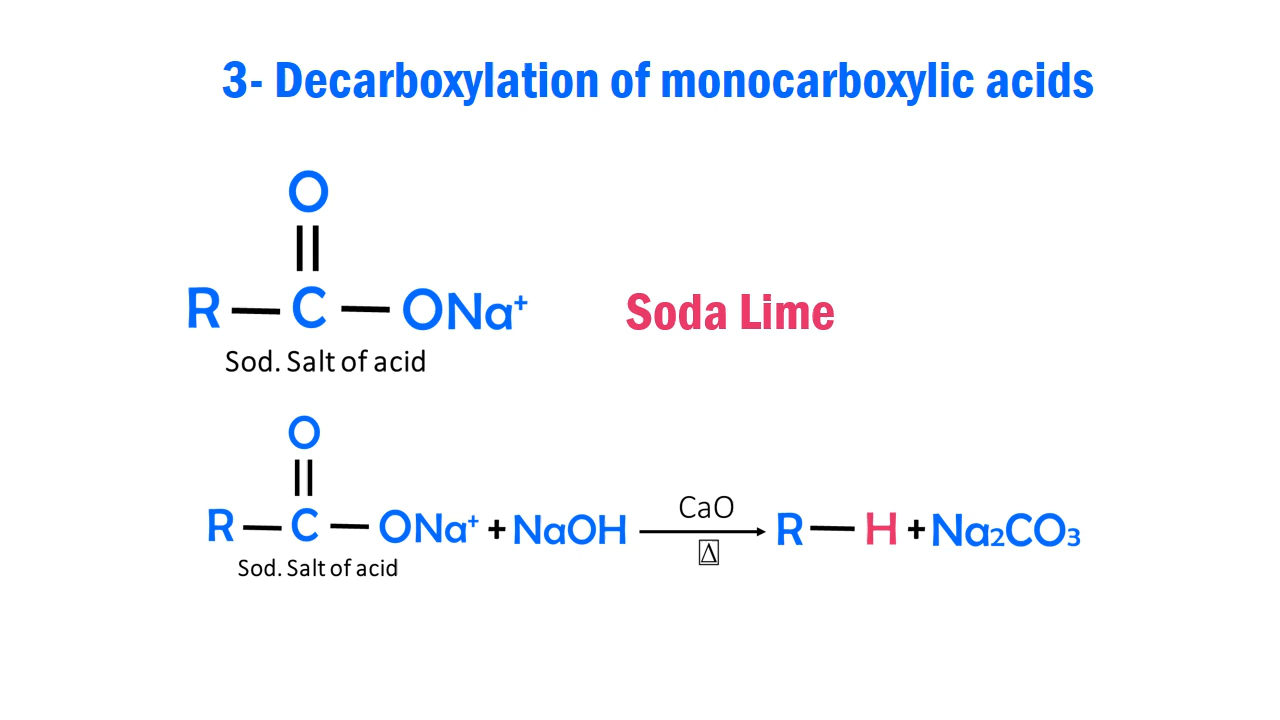 3- Decarboxylation of monocarboxylic acids
O
||
R — C — ONa⁺ Soda Lime
Sod. Salt of acid
O
||
R — C — ONa⁺ + NaOH CaO Δ R — H + Na₂CO₃
Sod. Salt of acid